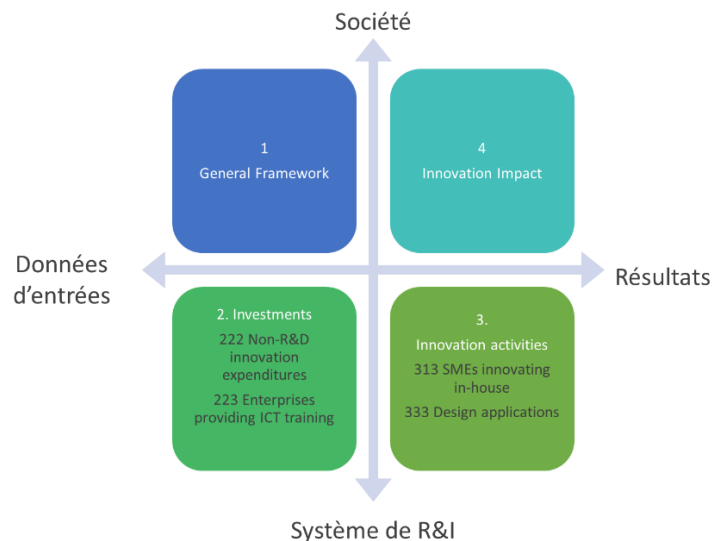 Société
1
General Framework
4
Innovation Impact
Données
d’entrées
Résultats
2. Investments
222 Non-R&D
innovation
expenditures
223 Enterprises
providing ICT training
3.
Innovation activities
313 SMEs innovating
in-house
333 Design applications
Système de R&I